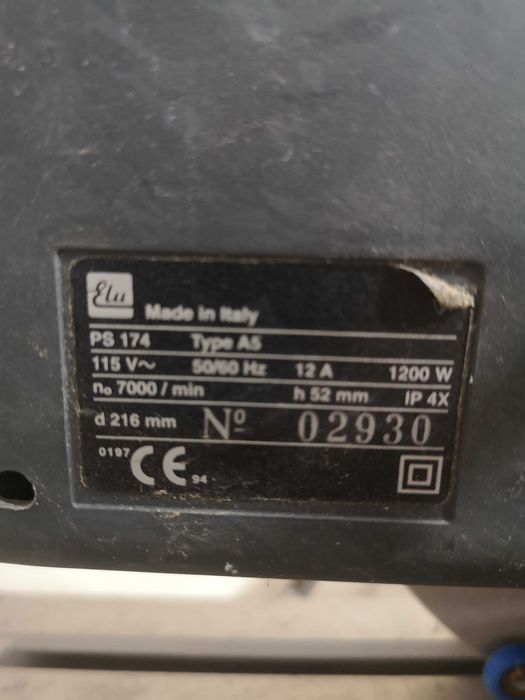 Elu
Made in Italy
PS 174 Type A5
115 V~ 50/60 Hz 12 A 1200 W
n₀ 7000 / min h 52 mm IP 4X
d 216 mm Nº 02930
0197 CE 94